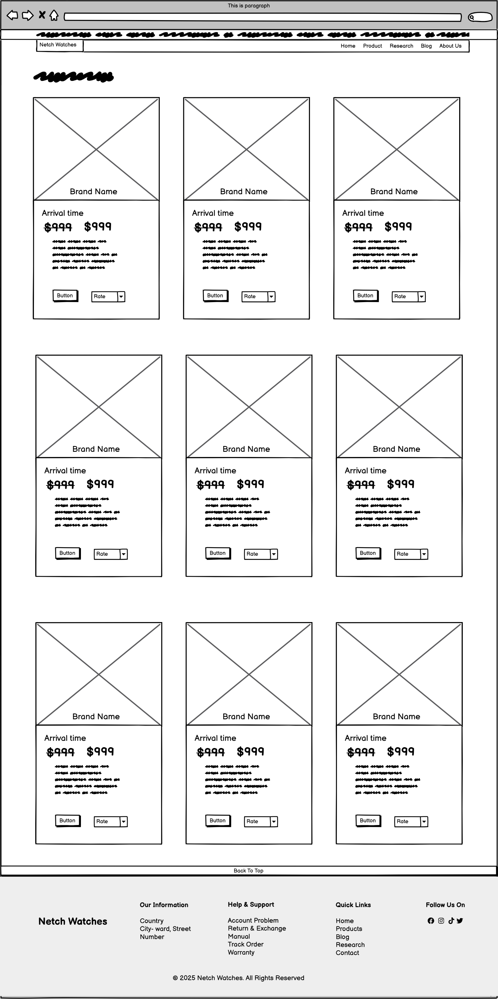 This is paragraph
Netch Watches Home Product Research Blog About Us
Brand Name Brand Name Brand Name
Arrival time Arrival time Arrival time
$999 $999 $999 $999 $999 $999
Button Rate Button Rate Button Rate
Brand Name Brand Name Brand Name
Arrival time Arrival time Arrival time
$999 $999 $999 $999 $999 $999
Button Rate Button Rate Button Rate
Brand Name Brand Name Brand Name
Arrival time Arrival time Arrival time
$999 $999 $999 $999 $999 $999
Button Rate Button Rate Button Rate
Back To Top
Netch Watches
Our Information
Country
City- ward, Street
Number
Help & Support
Account Problem
Return & Exchange
Manual
Track Order
Warranty
Quick Links
Home
Products
Blog
Research
Contact
Follow Us On
© 2025 Netch Watches. All Rights Reserved